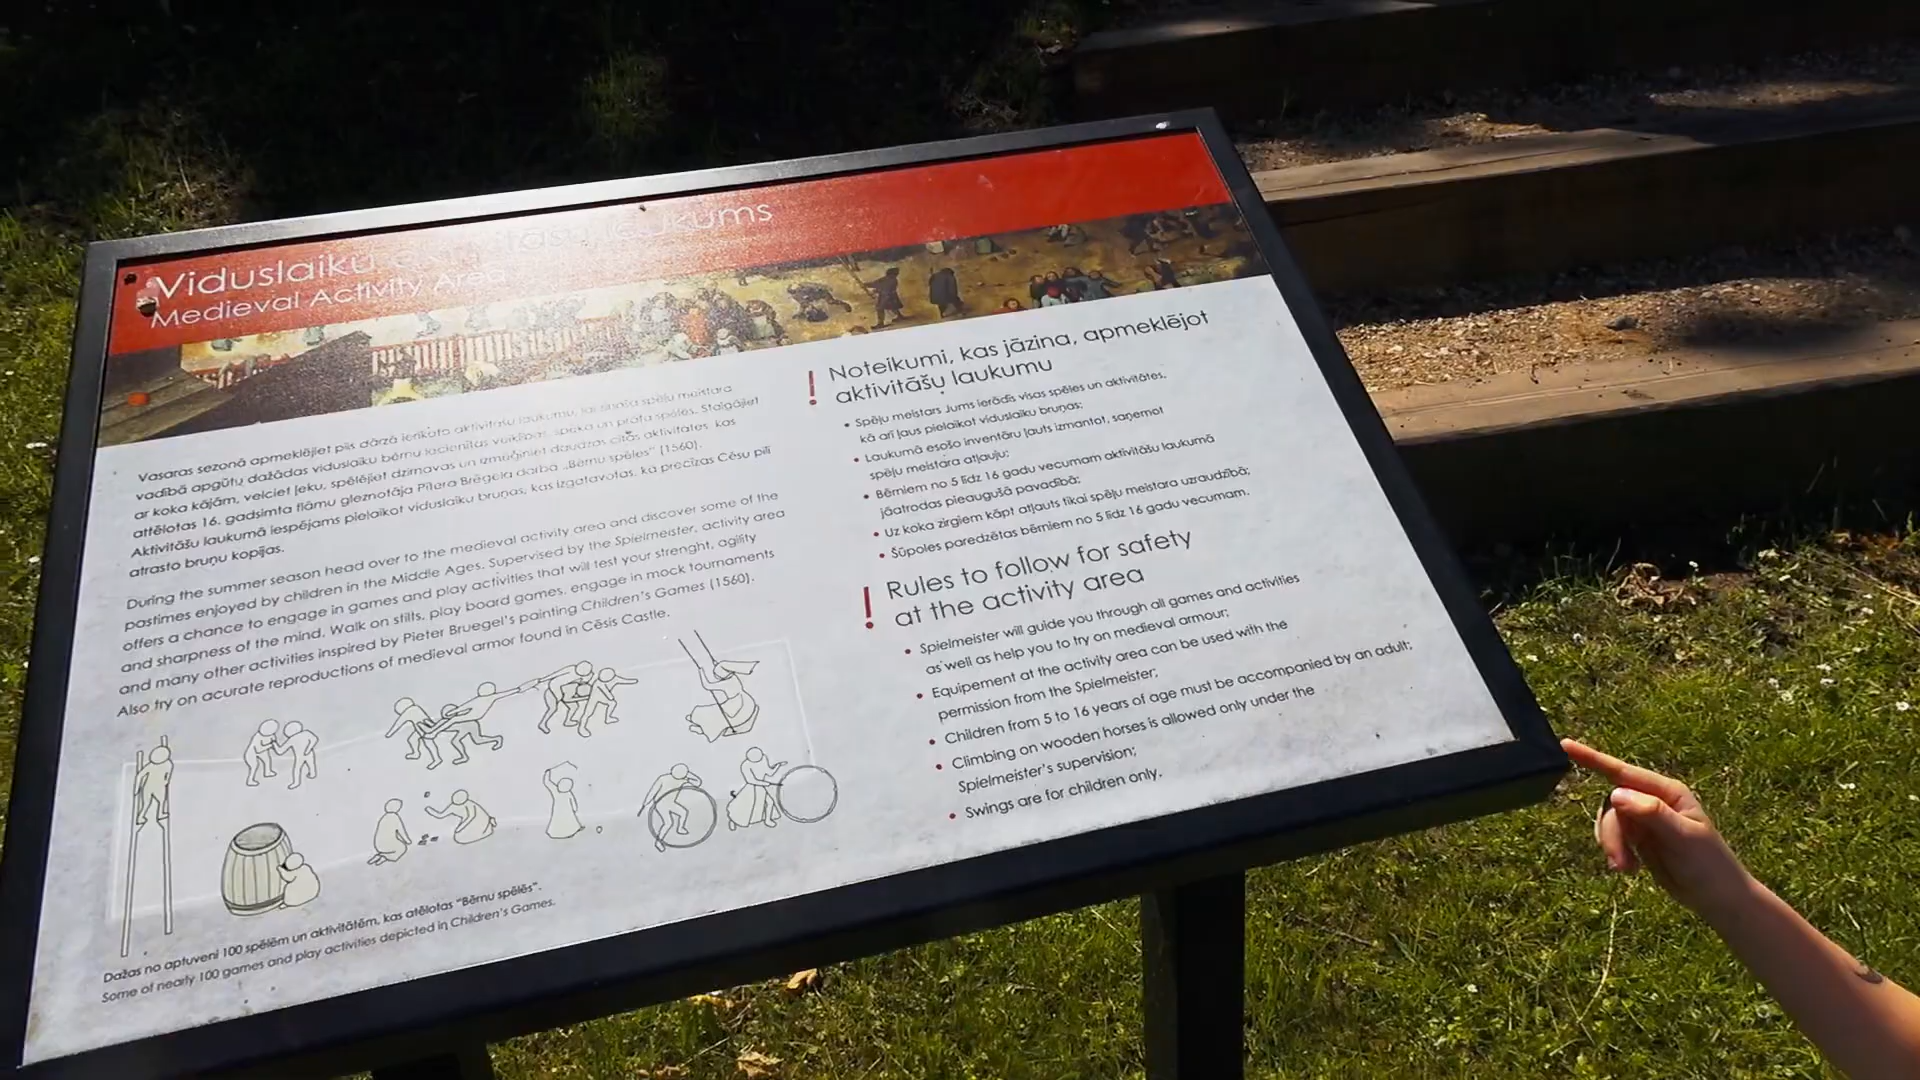 Viduslaiku aktivitāšu laukums
Medieval Activity Area
Vasaras sezonā apmeklējiet pils dārzā ierīkoto aktivitāšu laukumu, lai zinoša spēļu meistara
vadībā apgūtu dažādas viduslaiku bērnu iecienītas veiklības, spēka un prāta spēles. Staigājiet
ar koka kājām, velciet ļeku, spēlējiet dzirnavas un izmēģiniet daudzas citas aktivitātes, kas
attēlotas 16. gadsimta flāmu gleznotāja Pītera Brēgela darbā „Bērnu spēles” (1560).
Aktivitāšu laukumā iespējams pielaikot viduslaiku bruņas, kas izgatavotas, kā precīzas Cēsu pilī
atrasto bruņu kopijas.
During the summer season head over to the medieval activity area and discover some of the
pastimes enjoyed by children in the Middle Ages. Supervised by the Spielmeister, activity area
offers a chance to engage in games and play activities that will test your strenght, agility
and sharpness of the mind. Walk on stilts, play board games, engage in mock tournaments
and many other activities inspired by Pieter Bruegel's painting Children's Games (1560).
Also try on acurate reproductions of medieval armor found in Cēsis Castle.
Dažas no aptuveni 100 spēlēm un aktivitātēm, kas atēlotas "Bērnu spēlēs".
Some of nearly 100 games and play activities depicted in Children's Games.
! Noteikumi, kas jāzina, apmeklējot
aktivitāšu laukumu
• Spēļu meistars Jums ierādīs visas spēles un aktivitātes,
kā arī ļaus pielaikot viduslaiku bruņas;
• Laukumā esošo inventāru ļauts izmantot, saņemot
spēļu meistara atļauju;
• Bērniem no 5 līdz 16 gadu vecumam aktivitāšu laukumā
jāatrodas pieaugušā pavadībā;
• Uz koka zirgiem kāpt atļauts tikai spēļu meistara uzraudzībā;
• Šūpoles paredzētas bērniem no 5 līdz 16 gadu vecumam.
! Rules to follow for safety
at the activity area
• Spielmeister will guide you through all games and activities
as well as help you to try on medieval armour;
• Equipement at the activity area can be used with the
permission from the Spielmeister;
• Children from 5 to 16 years of age must be accompanied by an adult;
• Climbing on wooden horses is allowed only under the
Spielmeister's supervision;
• Swings are for children only.